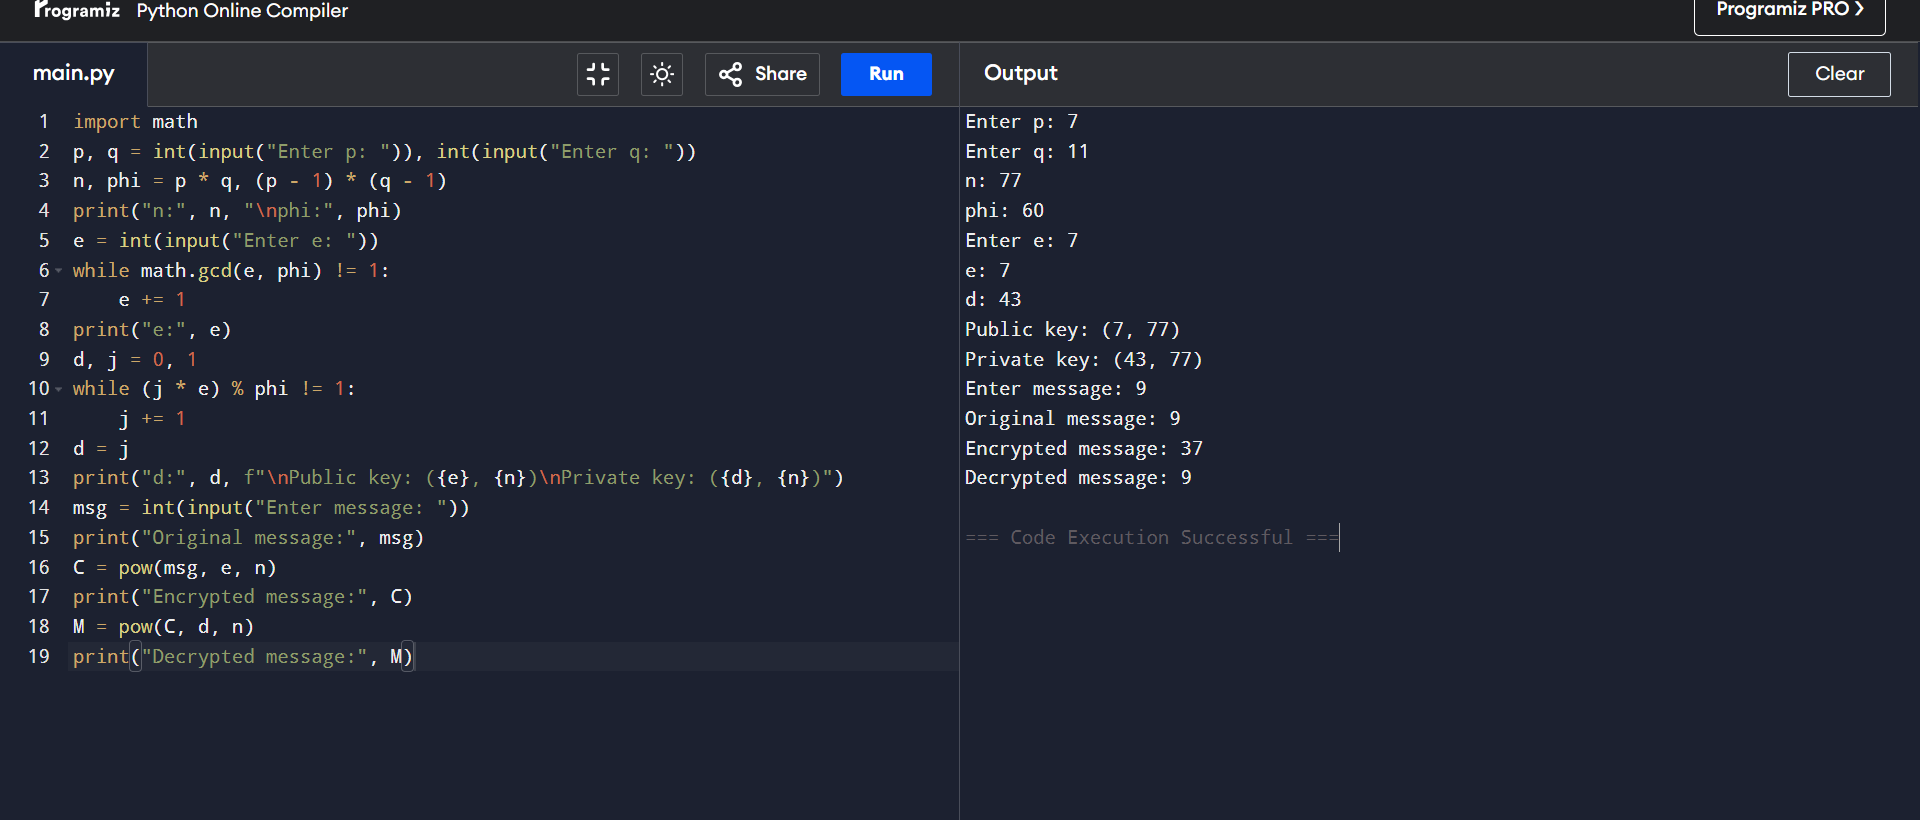 Programiz Python Online Compiler
Programiz PRO ❯
main.py
Share
Run
Output
Clear
1 import math
2 p, q = int(input("Enter p: ")), int(input("Enter q: "))
3 n, phi = p * q, (p - 1) * (q - 1)
4 print("n:", n, "\nphi:", phi)
5 e = int(input("Enter e: "))
6 while math.gcd(e, phi) != 1:
7     e += 1
8 print("e:", e)
9 d, j = 0, 1
10 while (j * e) % phi != 1:
11     j += 1
12 d = j
13 print("d:", d, f"\nPublic key: ({e}, {n})\nPrivate key: ({d}, {n})")
14 msg = int(input("Enter message: "))
15 print("Original message:", msg)
16 C = pow(msg, e, n)
17 print("Encrypted message:", C)
18 M = pow(C, d, n)
19 print("Decrypted message:", M)
Enter p: 7
Enter q: 11
n: 77
phi: 60
Enter e: 7
e: 7
d: 43
Public key: (7, 77)
Private key: (43, 77)
Enter message: 9
Original message: 9
Encrypted message: 37
Decrypted message: 9
=== Code Execution Successful ===